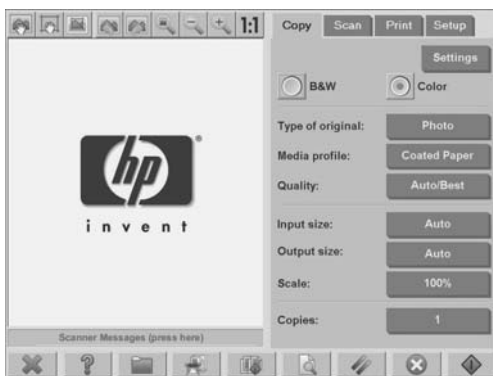 1:1
Copy Scan Print Setup
Settings
B&W Color
Type of original: Photo
Media profile: Coated Paper
Quality: Auto/Best
Input size: Auto
Output size: Auto
Scale: 100%
Copies: 1
hp
invent
Scanner Messages (press here)
?